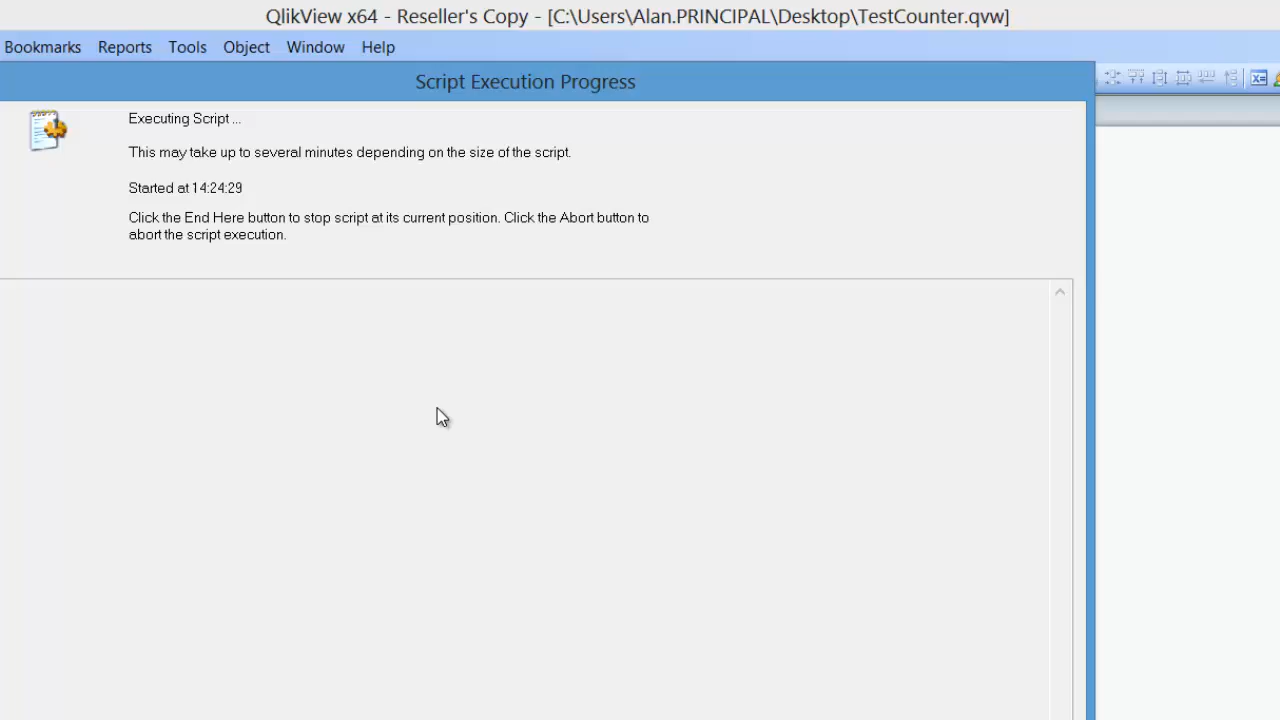 QlikView x64 - Reseller's Copy - [C:\Users\Alan.PRINCIPAL\Desktop\TestCounter.qvw]
Bookmarks Reports Tools Object Window Help
Script Execution Progress
Executing Script ...
This may take up to several minutes depending on the size of the script.
Started at 14:24:29
Click the End Here button to stop script at its current position. Click the Abort button to
abort the script execution.